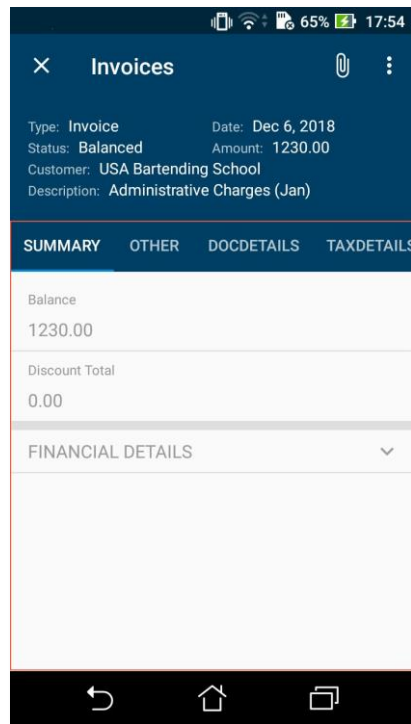 65% 17:54
Invoices
Type: Invoice Date: Dec 6, 2018
Status: Balanced Amount: 1230.00
Customer: USA Bartending School
Description: Administrative Charges (Jan)
SUMMARY OTHER DOCDETAILS TAXDETAILS
Balance
1230.00
Discount Total
0.00
FINANCIAL DETAILS